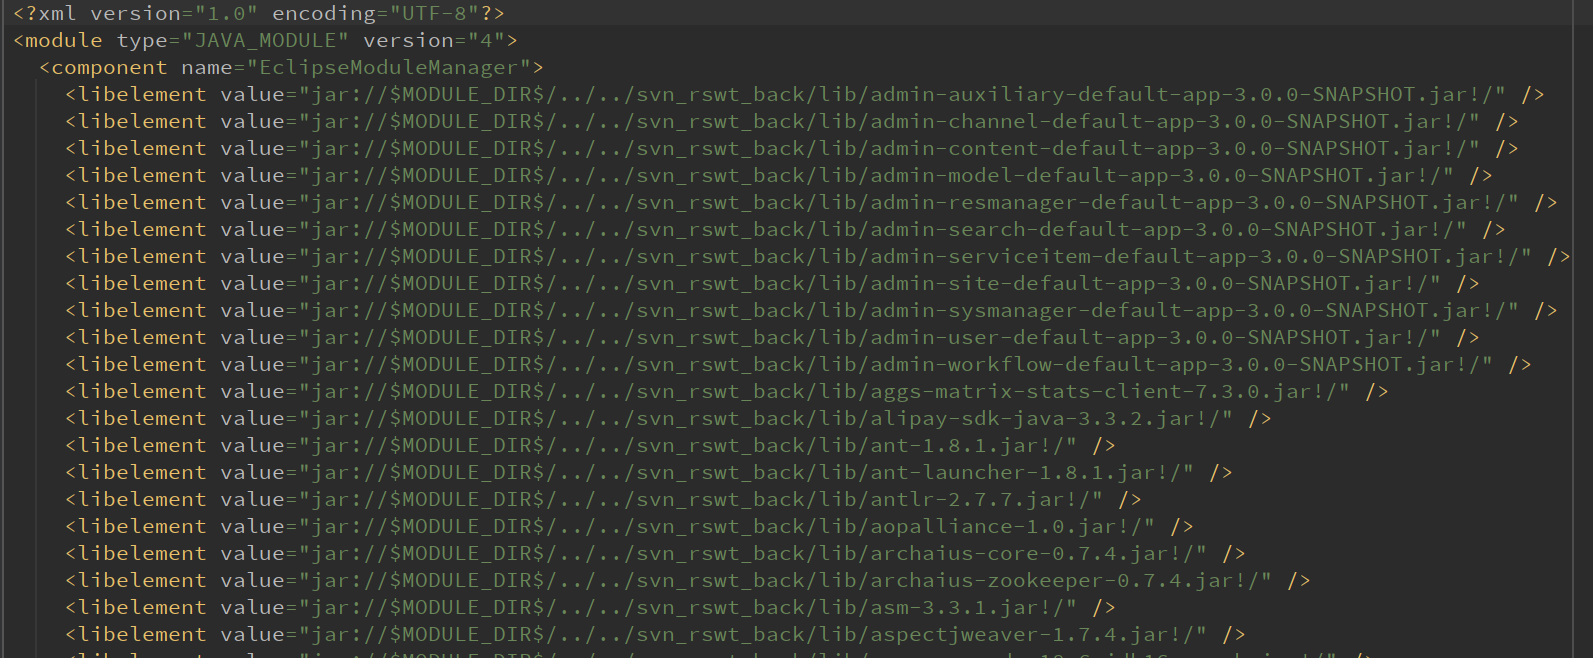 <?xml version="1.0" encoding="UTF-8"?>
<module type="JAVA_MODULE" version="4">
<component name="EclipseModuleManager">
<libelement value="jar://$MODULE_DIR$/../../svn_rswt_back/lib/admin-auxiliary-default-app-3.0.0-SNAPSHOT.jar!/" />
<libelement value="jar://$MODULE_DIR$/../../svn_rswt_back/lib/admin-channel-default-app-3.0.0-SNAPSHOT.jar!/" />
<libelement value="jar://$MODULE_DIR$/../../svn_rswt_back/lib/admin-content-default-app-3.0.0-SNAPSHOT.jar!/" />
<libelement value="jar://$MODULE_DIR$/../../svn_rswt_back/lib/admin-model-default-app-3.0.0-SNAPSHOT.jar!/" />
<libelement value="jar://$MODULE_DIR$/../../svn_rswt_back/lib/admin-resmanager-default-app-3.0.0-SNAPSHOT.jar!/" />
<libelement value="jar://$MODULE_DIR$/../../svn_rswt_back/lib/admin-search-default-app-3.0.0-SNAPSHOT.jar!/" />
<libelement value="jar://$MODULE_DIR$/../../svn_rswt_back/lib/admin-serviceitem-default-app-3.0.0-SNAPSHOT.jar!/" />
<libelement value="jar://$MODULE_DIR$/../../svn_rswt_back/lib/admin-site-default-app-3.0.0-SNAPSHOT.jar!/" />
<libelement value="jar://$MODULE_DIR$/../../svn_rswt_back/lib/admin-sysmanager-default-app-3.0.0-SNAPSHOT.jar!/" />
<libelement value="jar://$MODULE_DIR$/../../svn_rswt_back/lib/admin-user-default-app-3.0.0-SNAPSHOT.jar!/" />
<libelement value="jar://$MODULE_DIR$/../../svn_rswt_back/lib/admin-workflow-default-app-3.0.0-SNAPSHOT.jar!/" />
<libelement value="jar://$MODULE_DIR$/../../svn_rswt_back/lib/aggs-matrix-stats-client-7.3.0.jar!/" />
<libelement value="jar://$MODULE_DIR$/../../svn_rswt_back/lib/alipay-sdk-java-3.3.2.jar!/" />
<libelement value="jar://$MODULE_DIR$/../../svn_rswt_back/lib/ant-1.8.1.jar!/" />
<libelement value="jar://$MODULE_DIR$/../../svn_rswt_back/lib/ant-launcher-1.8.1.jar!/" />
<libelement value="jar://$MODULE_DIR$/../../svn_rswt_back/lib/antlr-2.7.7.jar!/" />
<libelement value="jar://$MODULE_DIR$/../../svn_rswt_back/lib/aopalliance-1.0.jar!/" />
<libelement value="jar://$MODULE_DIR$/../../svn_rswt_back/lib/archaius-core-0.7.4.jar!/" />
<libelement value="jar://$MODULE_DIR$/../../svn_rswt_back/lib/archaius-zookeeper-0.7.4.jar!/" />
<libelement value="jar://$MODULE_DIR$/../../svn_rswt_back/lib/asm-3.3.1.jar!/" />
<libelement value="jar://$MODULE_DIR$/../../svn_rswt_back/lib/aspectjweaver-1.7.4.jar!/" />